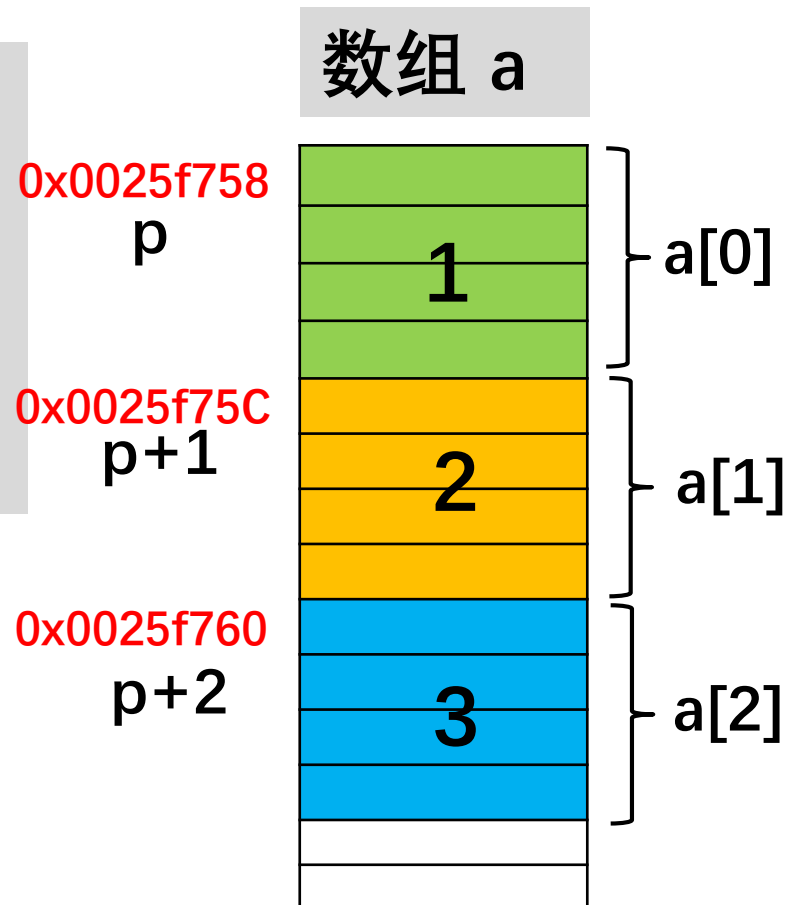 数组 a
0x0025f758
p
1
a[0]
0x0025f75C
p+1
2
a[1]
0x0025f760
p+2
3
a[2]